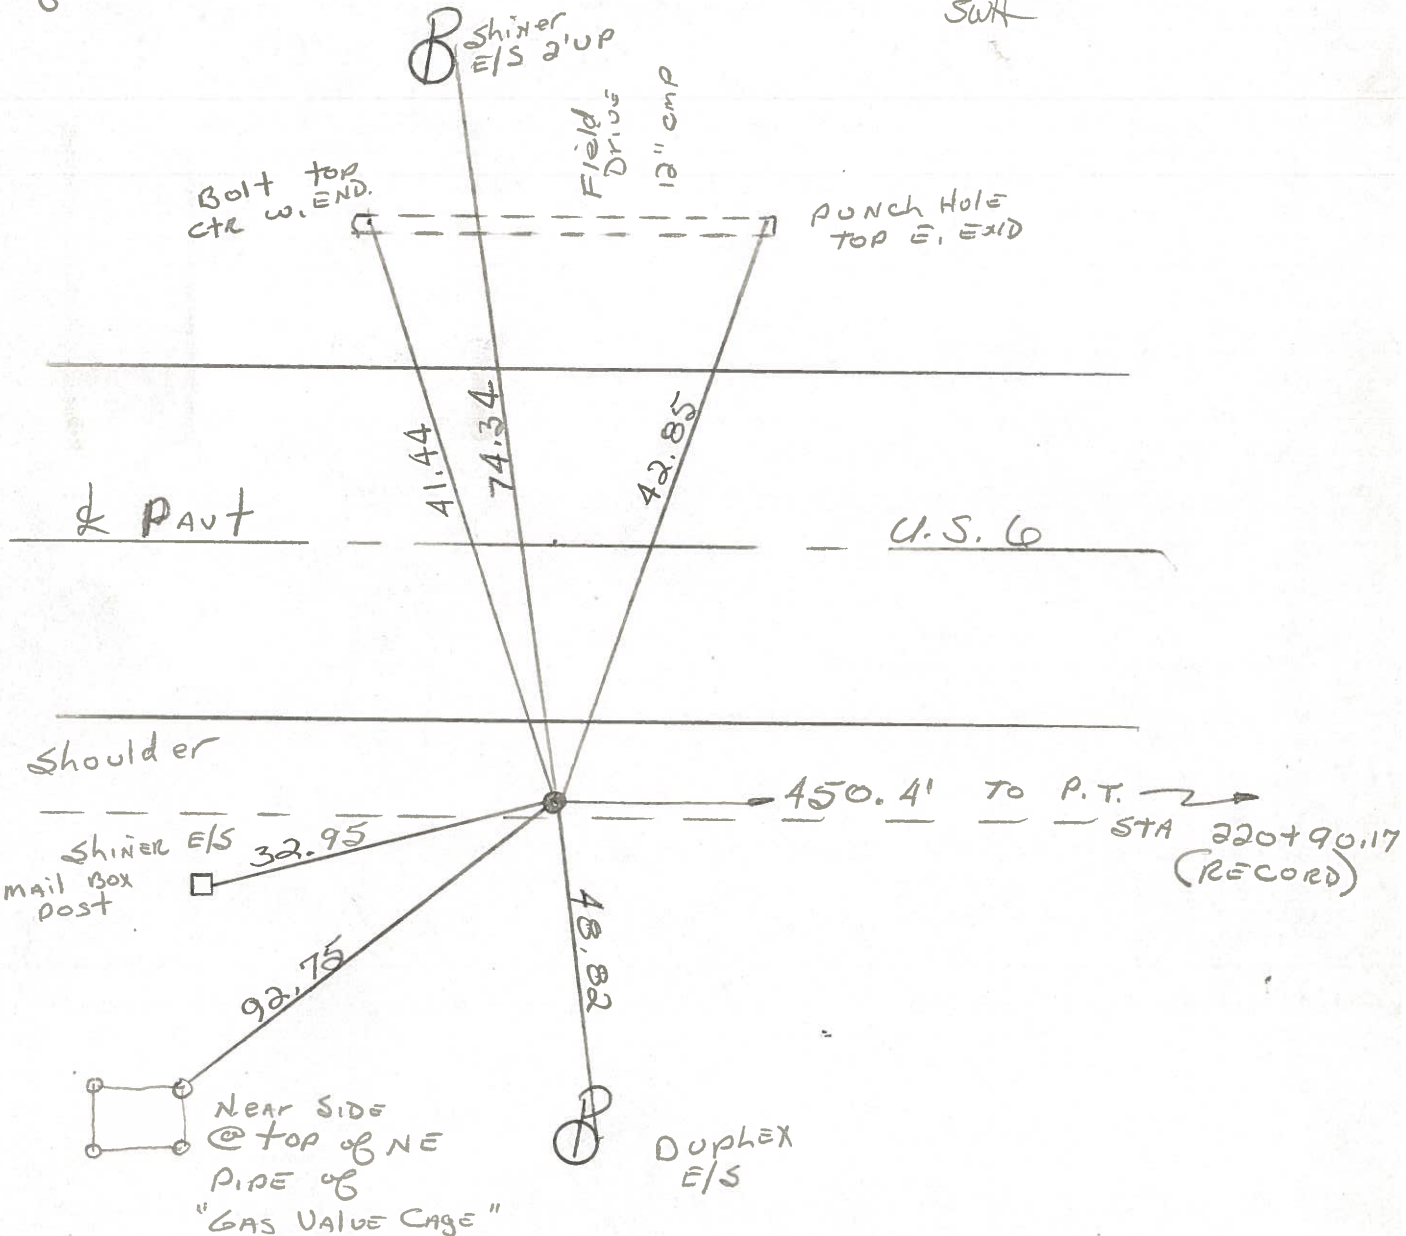 SWH
Shiner
E/S 2' UP
Field
Drive
12" cmp
Bolt top
ctr w. END.
PUNCH HOLE
TOP E. END
41.44
74.34
42.85
℄ PAVt
U.S. 6
Shoulder
450.4' TO P.T.
STA 220+90.17
(RECORD)
SHINER E/S
MAIL BOX
post
32.95
92.75
48.82
NEAR SIDE
@ top of NE
PIPE of
"GAS VALVE CAGE"
DUPLEX
E/S